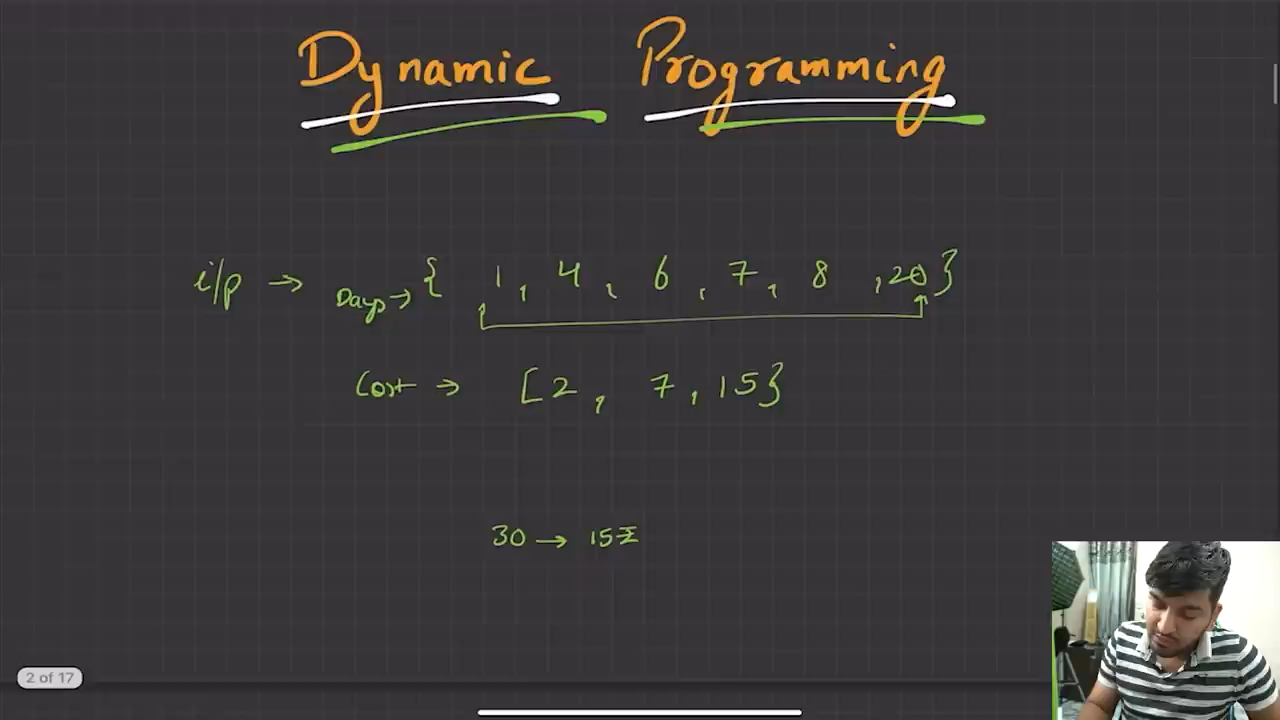 Dynamic Programming
i/p → Days → { 1, 4, 6, 7, 8, 20 }
Cost → [2, 7, 15}
30 → 15₹
2 of 17